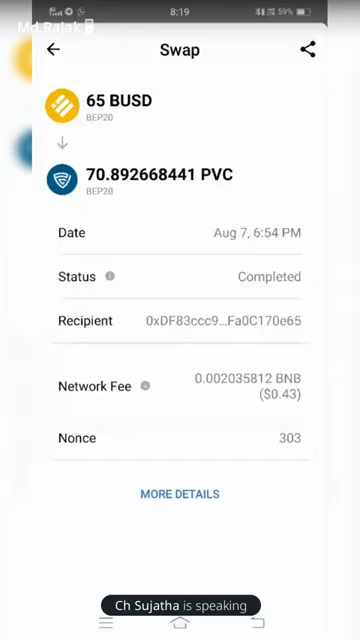 8:19
59%
Md.Rajak
Swap
65 BUSD
BEP20
70.892668441 PVC
BEP20
Date Aug 7, 6:54 PM
Status Completed
Recipient 0xDF83ccc9...Fa0C170e65
Network Fee 0.002035812 BNB
($0.43)
Nonce 303
MORE DETAILS
Ch Sujatha is speaking